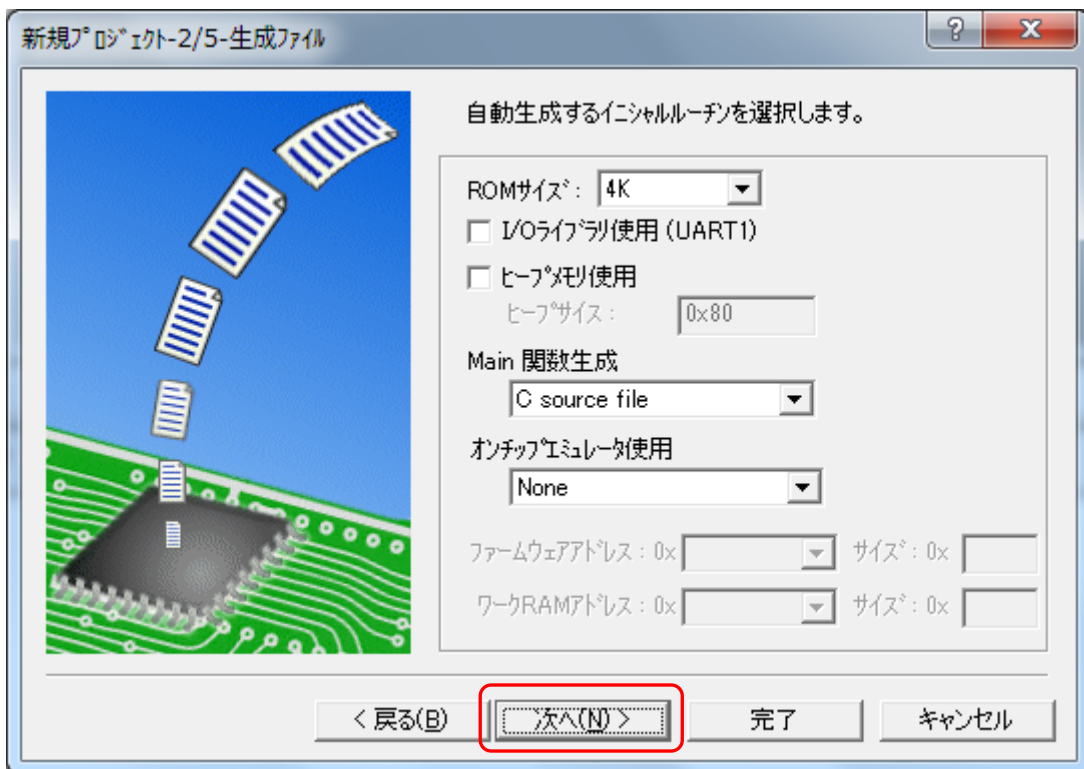 新規ﾌﾟﾛｼﾞｪｸﾄ-2/5-生成ﾌｧｲﾙ
自動生成するｲﾆｼｬﾙﾙｰﾁﾝを選択します。
ROMｻｲｽﾞ: 4K
I/Oﾗｲﾌﾞﾗﾘ使用 (UART1)
ﾋｰﾌﾟﾒﾓﾘ使用
ﾋｰﾌﾟｻｲｽﾞ: 0x80
Main 関数生成
C source file
ｵﾝﾁｯﾌﾟｴﾐｭﾚｰﾀ使用
None
ﾌｧｰﾑｳｪｱｱﾄﾞﾚｽ: 0x ｻｲｽﾞ: 0x
ﾜｰｸRAMｱﾄﾞﾚｽ: 0x ｻｲｽﾞ: 0x
< 戻る(B) 次へ(N) > 完了 キャンセル